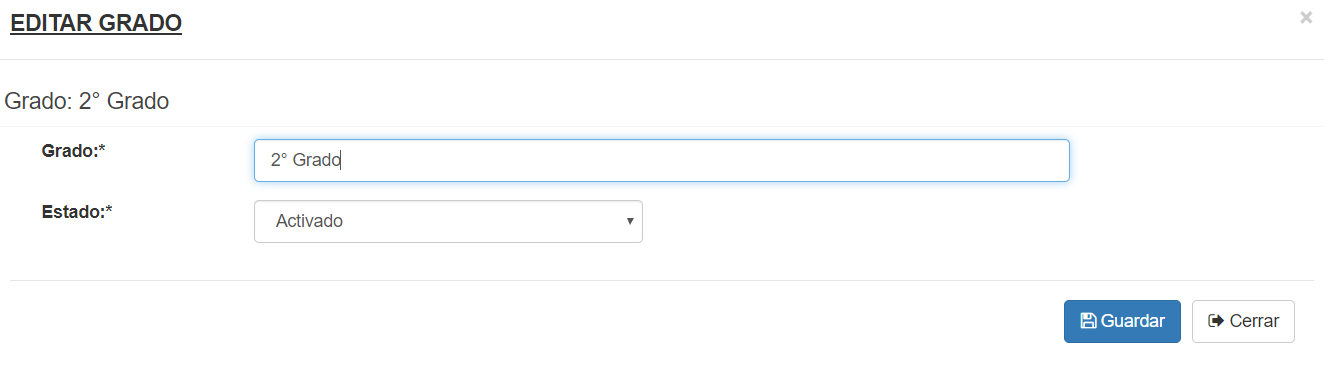 EDITAR GRADO ×
Grado: 2° Grado
Grado:* 2° Grado
Estado:* Activado
Guardar Cerrar